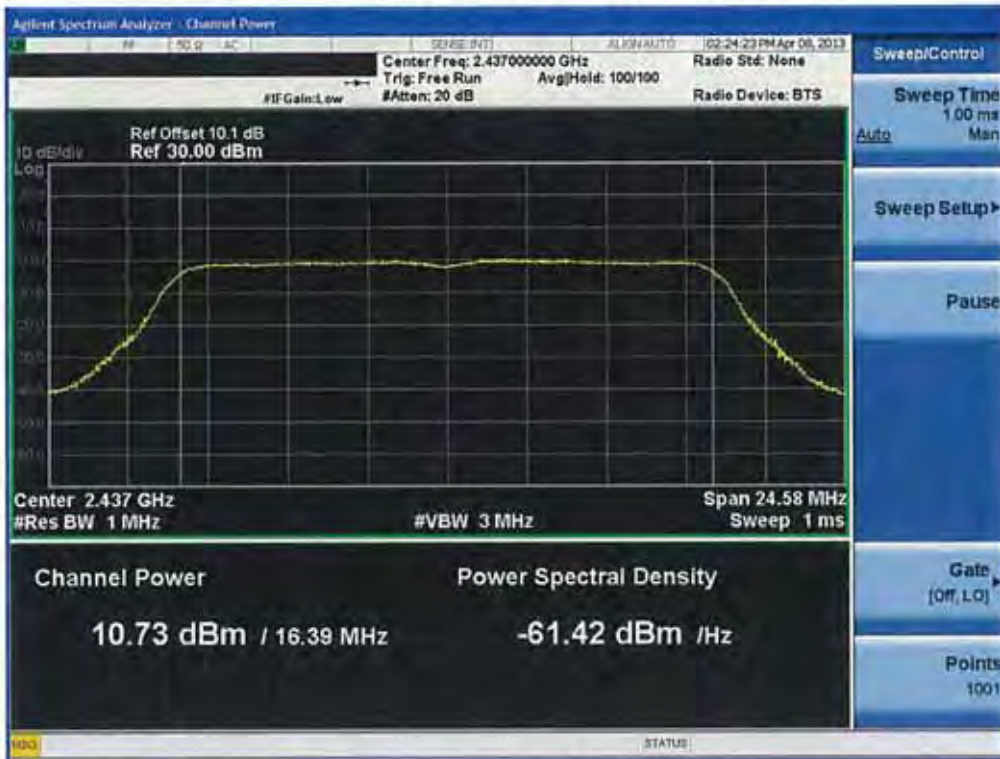 Agilent Spectrum Analyzer - Channel Power
RF 50 Ω AC SENSE:INT ALIGN AUTO 02:24:23 PM Apr 08, 2013
Center Freq: 2.437000000 GHz Radio Std: None
Trig: Free Run Avg|Hold: 100/100
#IFGain:Low #Atten: 20 dB Radio Device: BTS
Ref Offset 10.1 dB
10 dB/div Ref 30.00 dBm
Log
Center 2.437 GHz Span 24.58 MHz
#Res BW 1 MHz #VBW 3 MHz Sweep 1 ms
Channel Power Power Spectral Density
10.73 dBm / 16.39 MHz -61.42 dBm /Hz
MSG STATUS
Sweep/Control
Sweep Time
1.00 ms
Auto Man
Sweep Setup
Pause
Gate
[Off, LO]
Points
1001